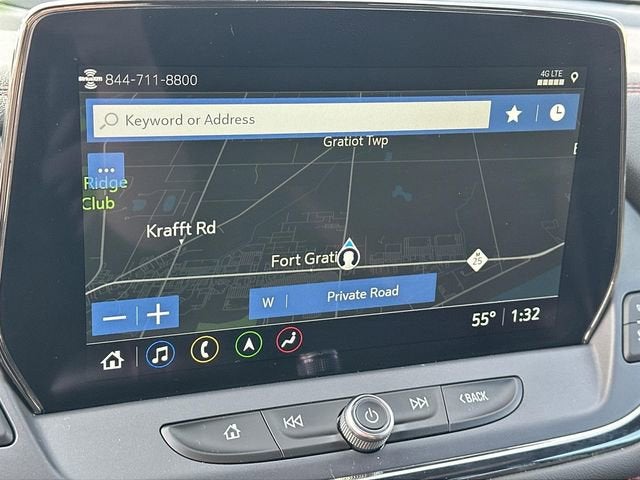 SiriusXM 844-711-8800
4G LTE
Keyword or Address
Gratiot Twp
Ridge
Club
Krafft Rd
Fort Grati
M
25
W Private Road
55° 1:32
BACK